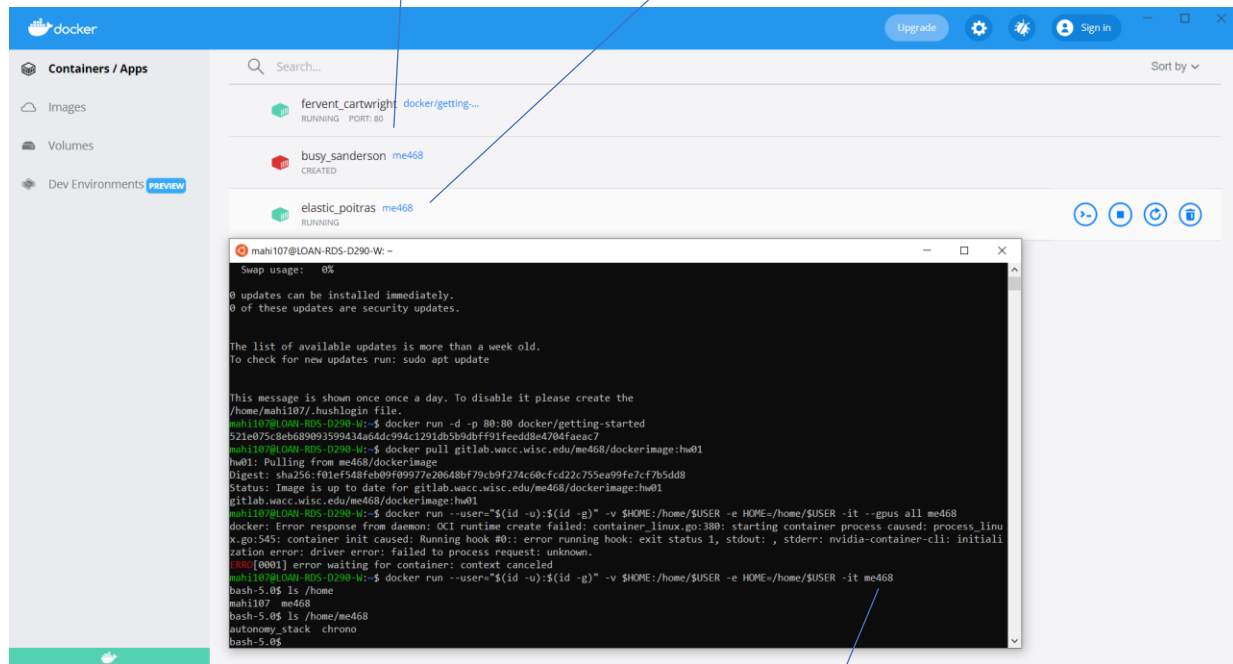 docker
Upgrade
Sign in
Containers / Apps
Images
Volumes
Dev Environments PREVIEW
Search...
Sort by
fervent_cartwright docker/getting-...
RUNNING PORT: 80
busy_sanderson me468
CREATED
elastic_poitras me468
RUNNING
mahi107@LOAN-RDS-D290-W: ~
Swap usage: 0%
0 updates can be installed immediately.
0 of these updates are security updates.
The list of available updates is more than a week old.
To check for new updates run: sudo apt update
This message is shown once once a day. To disable it please create the
/home/mahi107/.hushlogin file.
mahi107@LOAN-RDS-D290-W:~$ docker run -d -p 80:80 docker/getting-started
521e075c8eb689093599434a64dc994c1291db5b9dbff91feedd8e4704faeac7
mahi107@LOAN-RDS-D290-W:~$ docker pull gitlab.wacc.wisc.edu/me468/dockerimage:hw01
hw01: Pulling from me468/dockerimage
Digest: sha256:f01ef548feb09f09977e20648bf79cb9f274c60cfcd22c755ea99fe7cf7b5dd8
Status: Image is up to date for gitlab.wacc.wisc.edu/me468/dockerimage:hw01
gitlab.wacc.wisc.edu/me468/dockerimage:hw01
mahi107@LOAN-RDS-D290-W:~$ docker run --user="$(id -u):$(id -g)" -v $HOME:/home/$USER -e HOME=/home/$USER -it --gpus all me468
docker: Error response from daemon: OCI runtime create failed: container_linux.go:380: starting container process caused: process_linu
x.go:545: container init caused: Running hook #0:: error running hook: exit status 1, stdout: , stderr: nvidia-container-cli: initiali
zation error: driver error: failed to process request: unknown.
ERRO[0001] error waiting for container: context canceled
mahi107@LOAN-RDS-D290-W:~$ docker run --user="$(id -u):$(id -g)" -v $HOME:/home/$USER -e HOME=/home/$USER -it me468
bash-5.0$ ls /home
mahi107 me468
bash-5.0$ ls /home/me468
autonomy_stack chrono
bash-5.0$